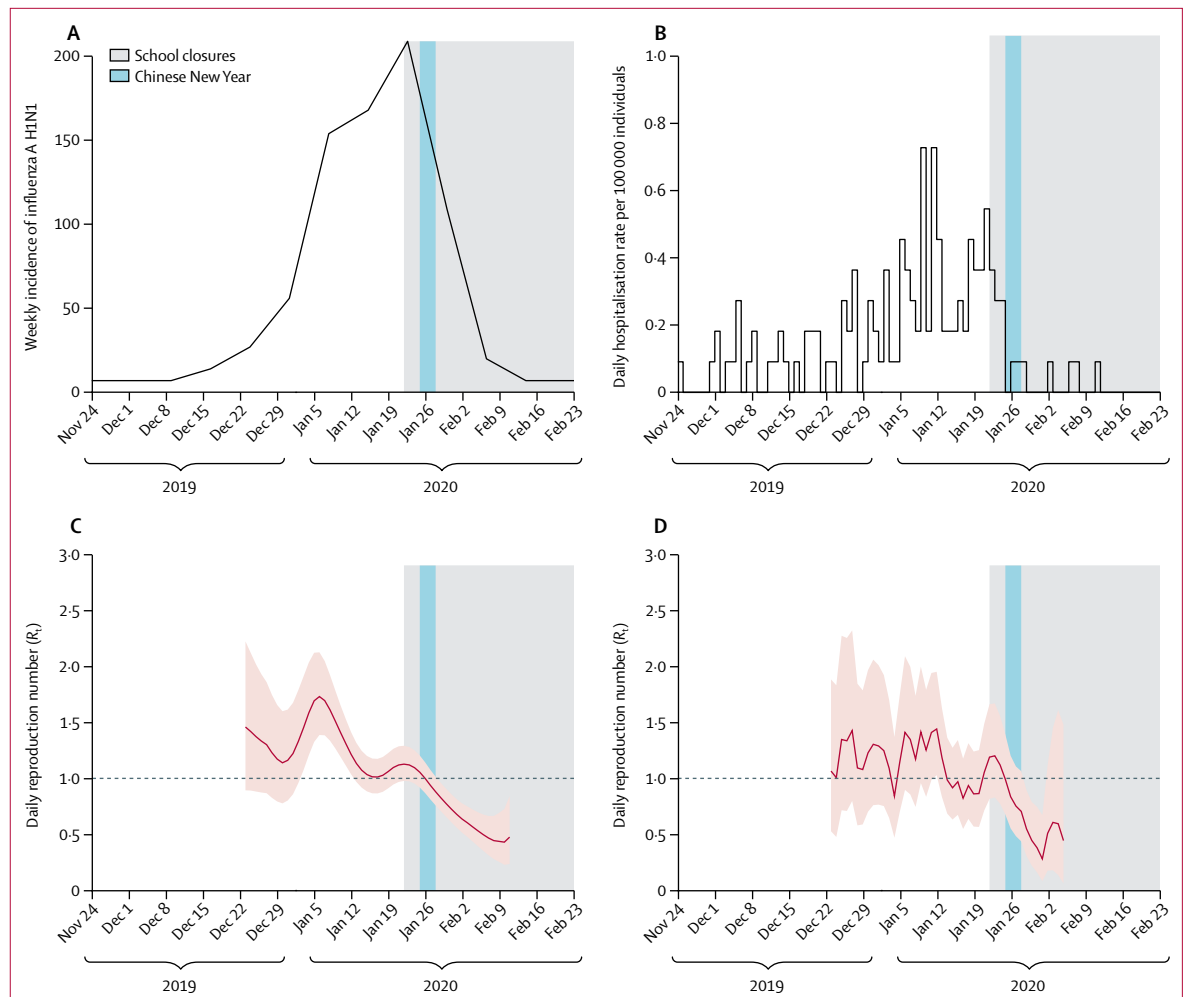 A
Weekly incidence of influenza A H1N1
200
150
100
50
0
School closures
Chinese New Year
Nov 24
Dec 1
Dec 8
Dec 15
Dec 22
Dec 29
Jan 5
Jan 12
Jan 19
Jan 26
Feb 2
Feb 9
Feb 16
Feb 23
2019
2020
B
Daily hospitalisation rate per 100 000 individuals
1·0
0·8
0·6
0·4
0·2
0
Nov 24
Dec 1
Dec 8
Dec 15
Dec 22
Dec 29
Jan 5
Jan 12
Jan 19
Jan 26
Feb 2
Feb 9
Feb 16
Feb 23
2019
2020
C
Daily reproduction number (Rt)
3·0
2·5
2·0
1·5
1·0
0·5
0
Nov 24
Dec 1
Dec 8
Dec 15
Dec 22
Dec 29
Jan 5
Jan 12
Jan 19
Jan 26
Feb 2
Feb 9
Feb 16
Feb 23
2019
2020
D
Daily reproduction number (Rt)
3·0
2·5
2·0
1·5
1·0
0·5
0
Nov 24
Dec 1
Dec 8
Dec 15
Dec 22
Dec 29
Jan 5
Jan 12
Jan 19
Jan 26
Feb 2
Feb 9
Feb 16
Feb 23
2019
2020